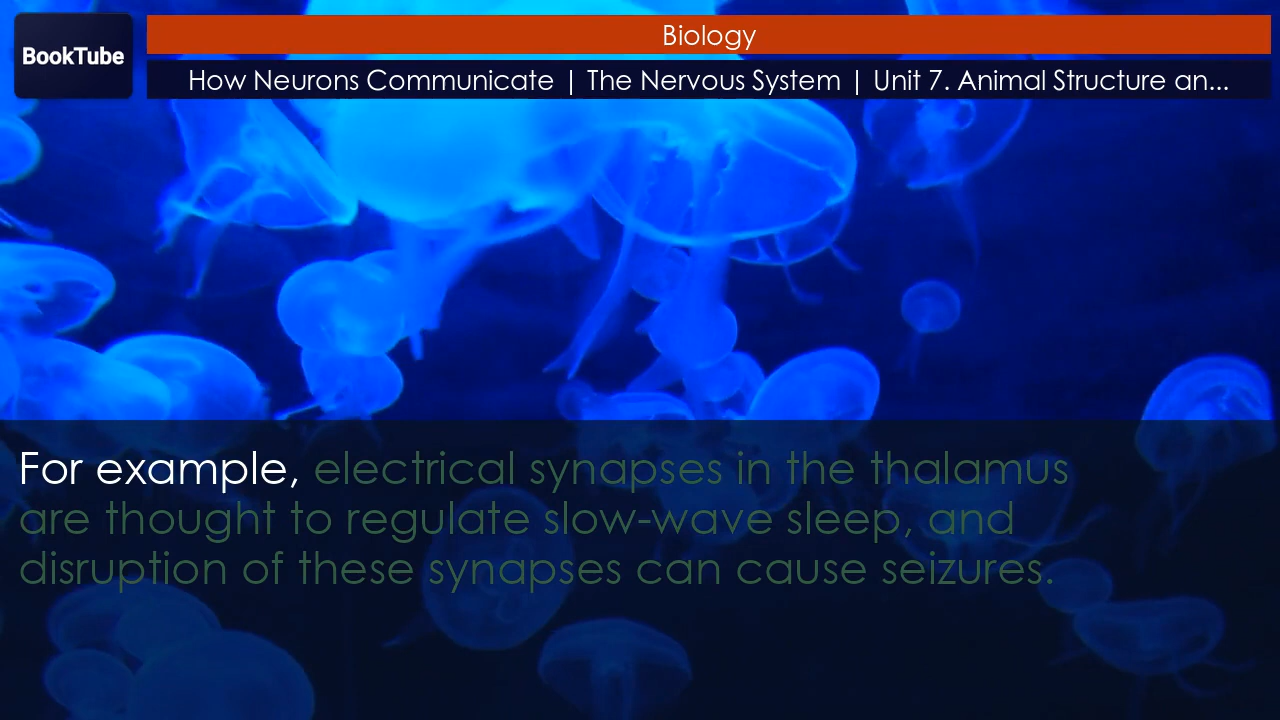 BookTube
Biology
How Neurons Communicate | The Nervous System | Unit 7. Animal Structure an...
For example, electrical synapses in the thalamus
are thought to regulate slow-wave sleep, and
disruption of these synapses can cause seizures.